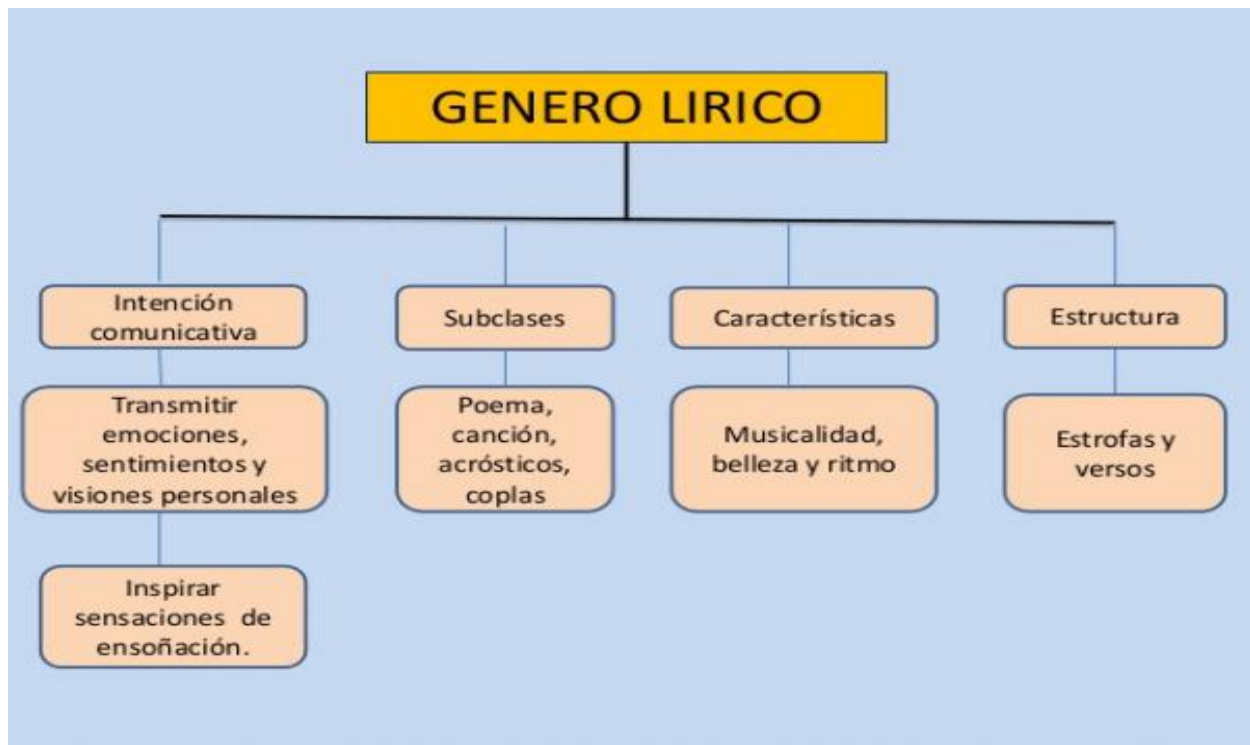 GENERO LIRICO
Intención
comunicativa
Subclases
Características
Estructura
Transmitir
emociones,
sentimientos y
visiones personales
Poema,
canción,
acrósticos,
coplas
Musicalidad,
belleza y ritmo
Estrofas y
versos
Inspirar
sensaciones de
ensoñación.